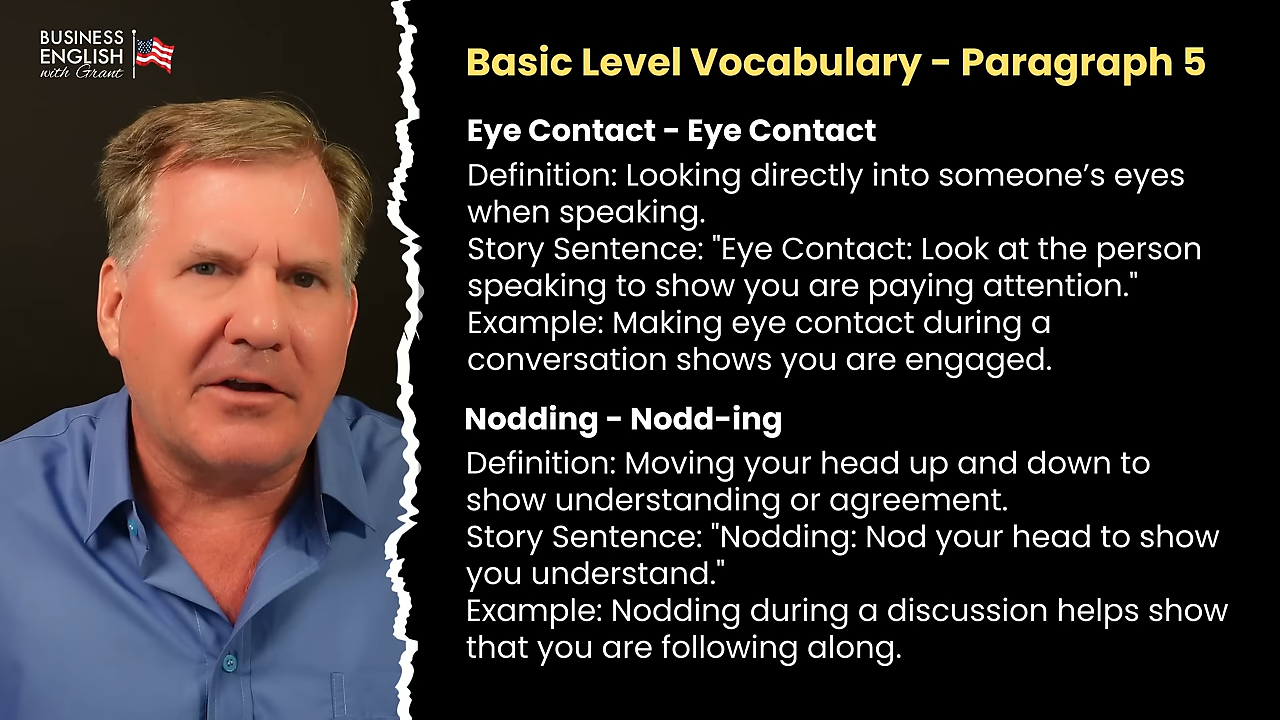 BUSINESS
ENGLISH
with Grant
Basic Level Vocabulary - Paragraph 5
Eye Contact - Eye Contact
Definition: Looking directly into someone’s eyes
when speaking.
Story Sentence: "Eye Contact: Look at the person
speaking to show you are paying attention."
Example: Making eye contact during a
conversation shows you are engaged.
Nodding - Nodd-ing
Definition: Moving your head up and down to
show understanding or agreement.
Story Sentence: "Nodding: Nod your head to show
you understand."
Example: Nodding during a discussion helps show
that you are following along.